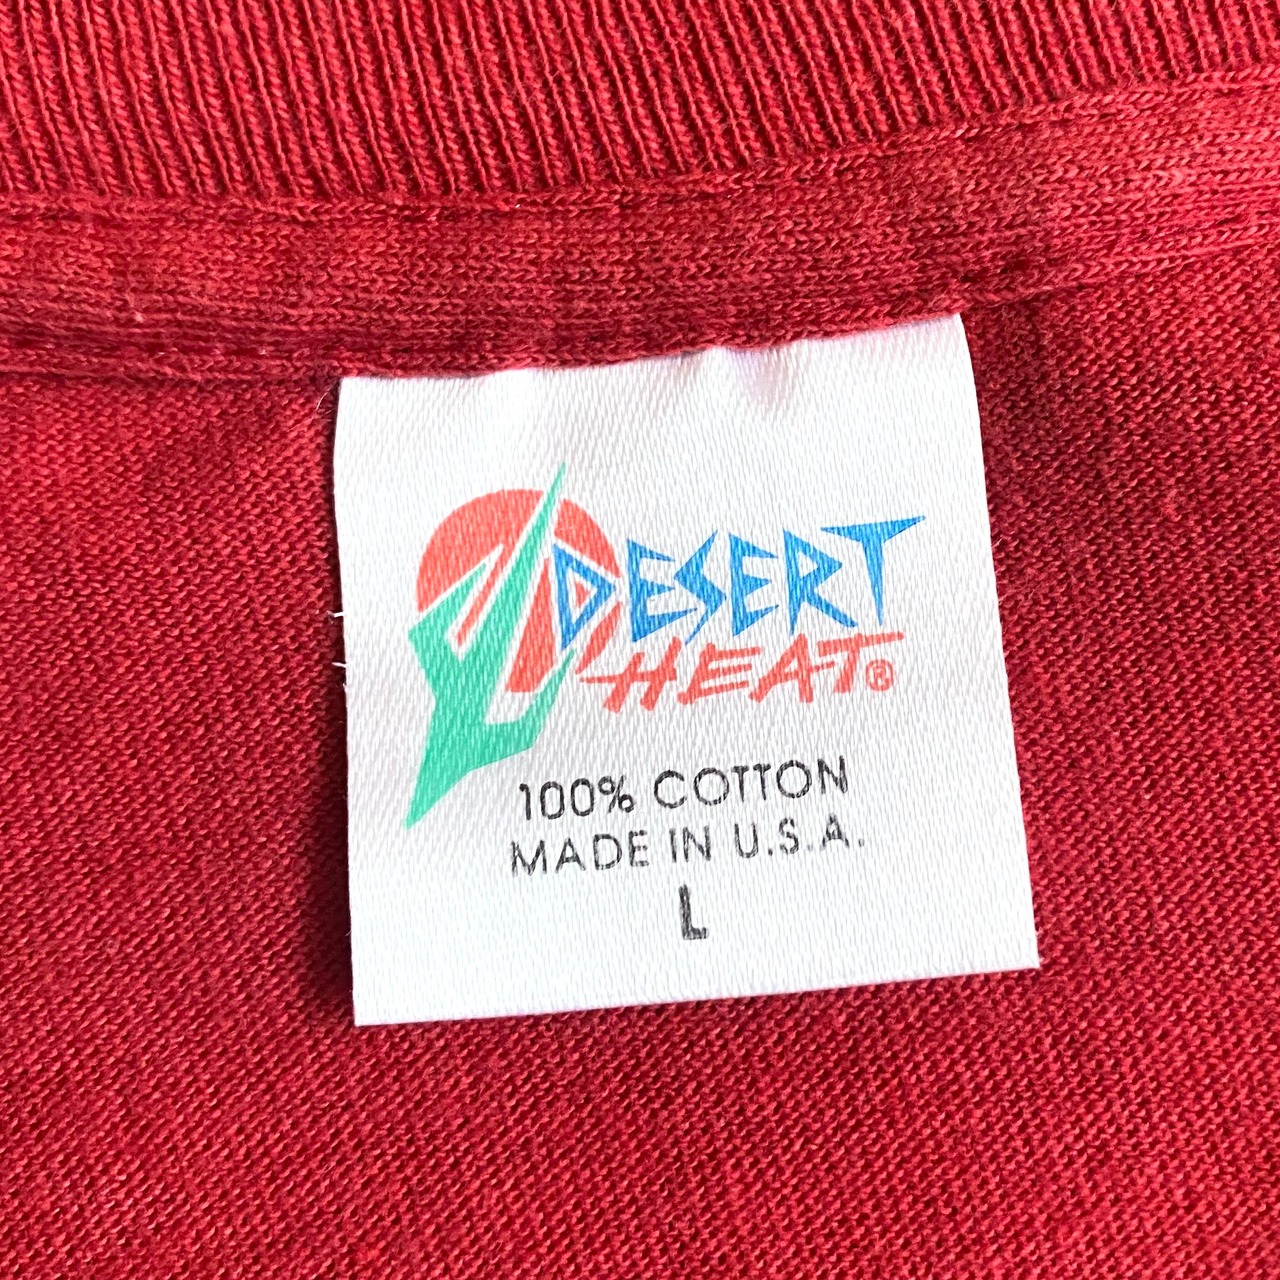 DESERT
HEAT®
100% COTTON
MADE IN U.S.A.
L